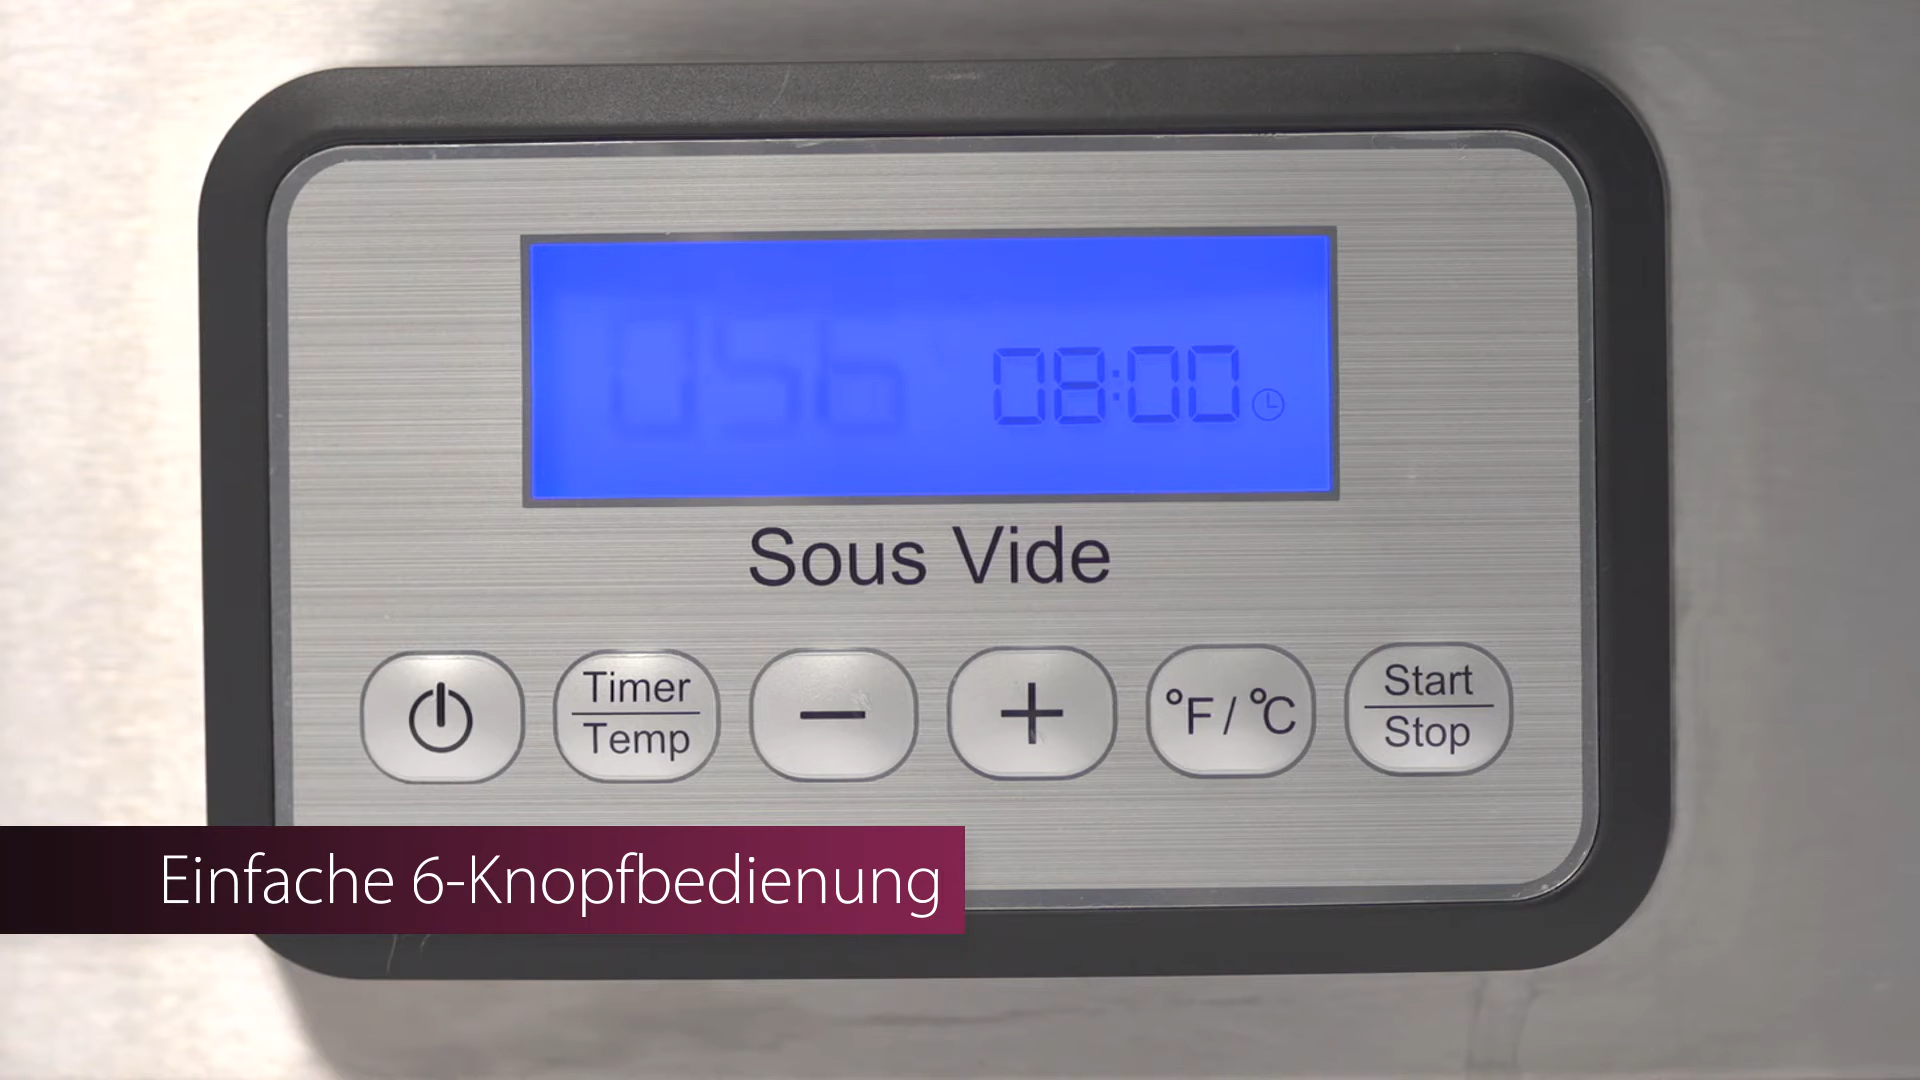 056 08:00
Sous Vide
Timer
Temp
− + °F / °C
Start
Stop
Einfache 6-Knopfbedienung